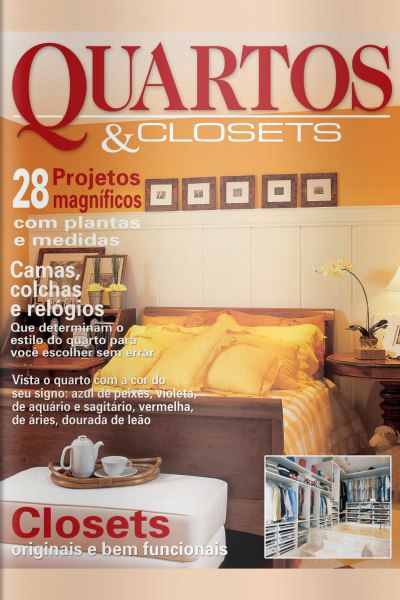 QUARTOS
& CLOSETS
28 Projetos
magníficos
com plantas
e medidas
Camas,
colchas
e relógios
Que determinam o
estilo do quarto para
você escolher sem errar
Vista o quarto com a cor do
seu signo: azul de peixes, violeta,
de aquário e sagitário, vermelha,
de áries, dourada de leão
Closets
originais e bem funcionais